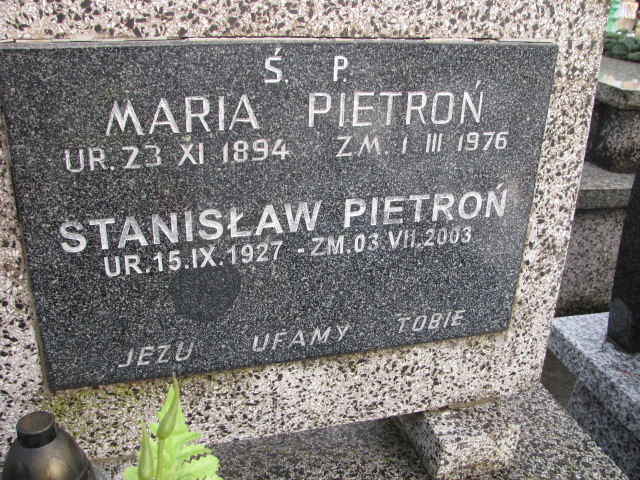 Ś. P.
MARIA PIETROŃ
UR. 23 XI 1894 ZM. 1 III 1976
STANISŁAW PIETROŃ
UR.15.IX.1927 - ZM.03 VII.2003
JEZU UFAMY TOBIE